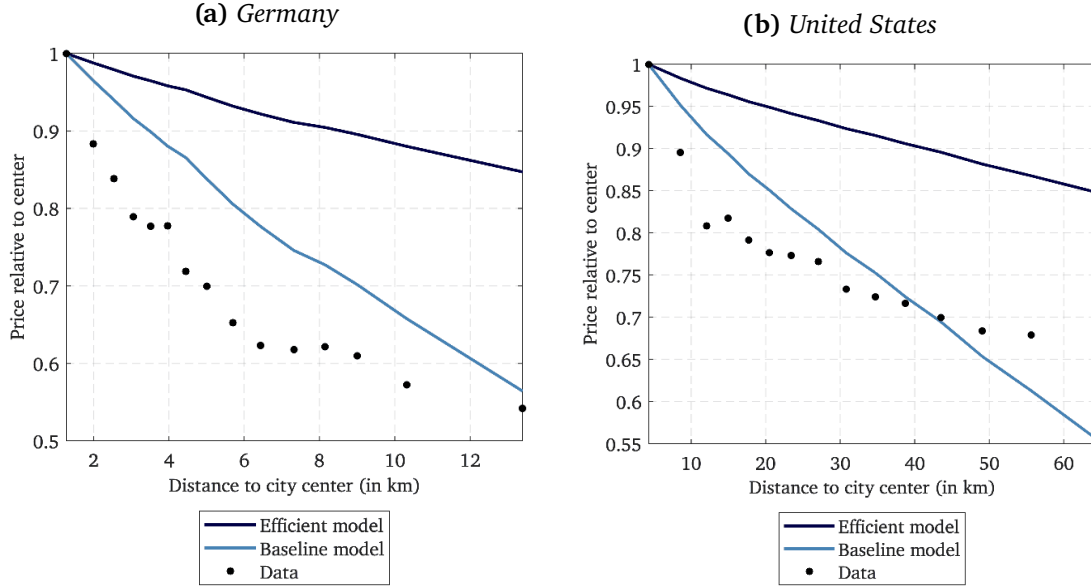 (a) Germany
1
0.9
0.8
0.7
0.6
0.5
Price relative to center
2 4 6 8 10 12
Distance to city center (in km)
Efficient model
Baseline model
Data
(b) United States
1
0.95
0.9
0.85
0.8
0.75
0.7
0.65
0.6
0.55
Price relative to center
10 20 30 40 50 60
Distance to city center (in km)
Efficient model
Baseline model
Data